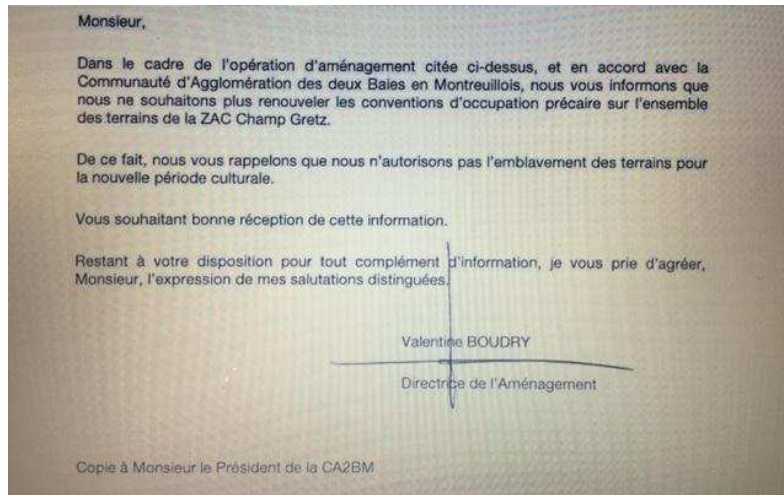 Monsieur,
Dans le cadre de l'opération d'aménagement citée ci-dessus, et en accord avec la
Communauté d'Agglomération des deux Baies en Montreuillois, nous vous informons que
nous ne souhaitons plus renouveler les conventions d'occupation précaire sur l'ensemble
des terrains de la ZAC Champ Gretz.
De ce fait, nous vous rappelons que nous n'autorisons pas l'emblavement des terrains pour
la nouvelle période culturale.
Vous souhaitant bonne réception de cette information.
Restant à votre disposition pour tout complément d'information, je vous prie d'agréer,
Monsieur, l'expression de mes salutations distinguées.
Valentine BOUDRY
Directrice de l'Aménagement
Copie à Monsieur le Président de la CA2BM